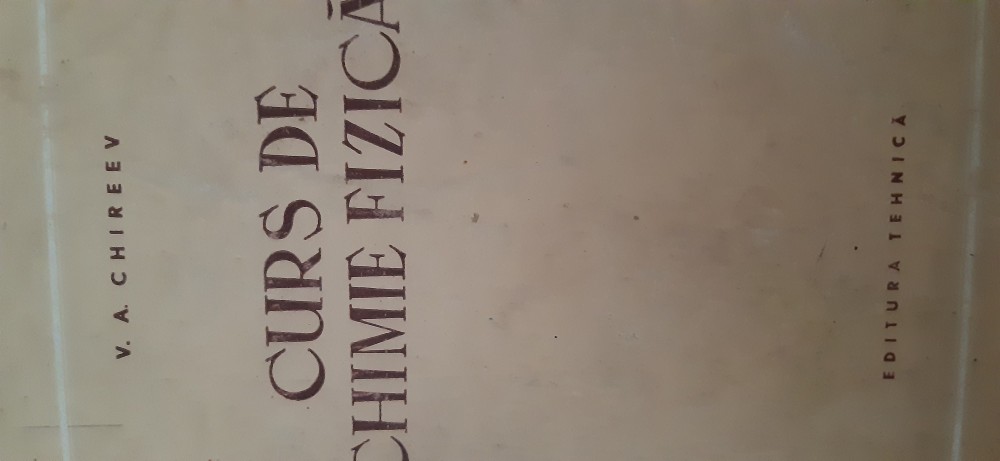 V. A. CHIREEV
CURS DE
CHIMIE FIZICĂ
EDITURA TEHNICĂ